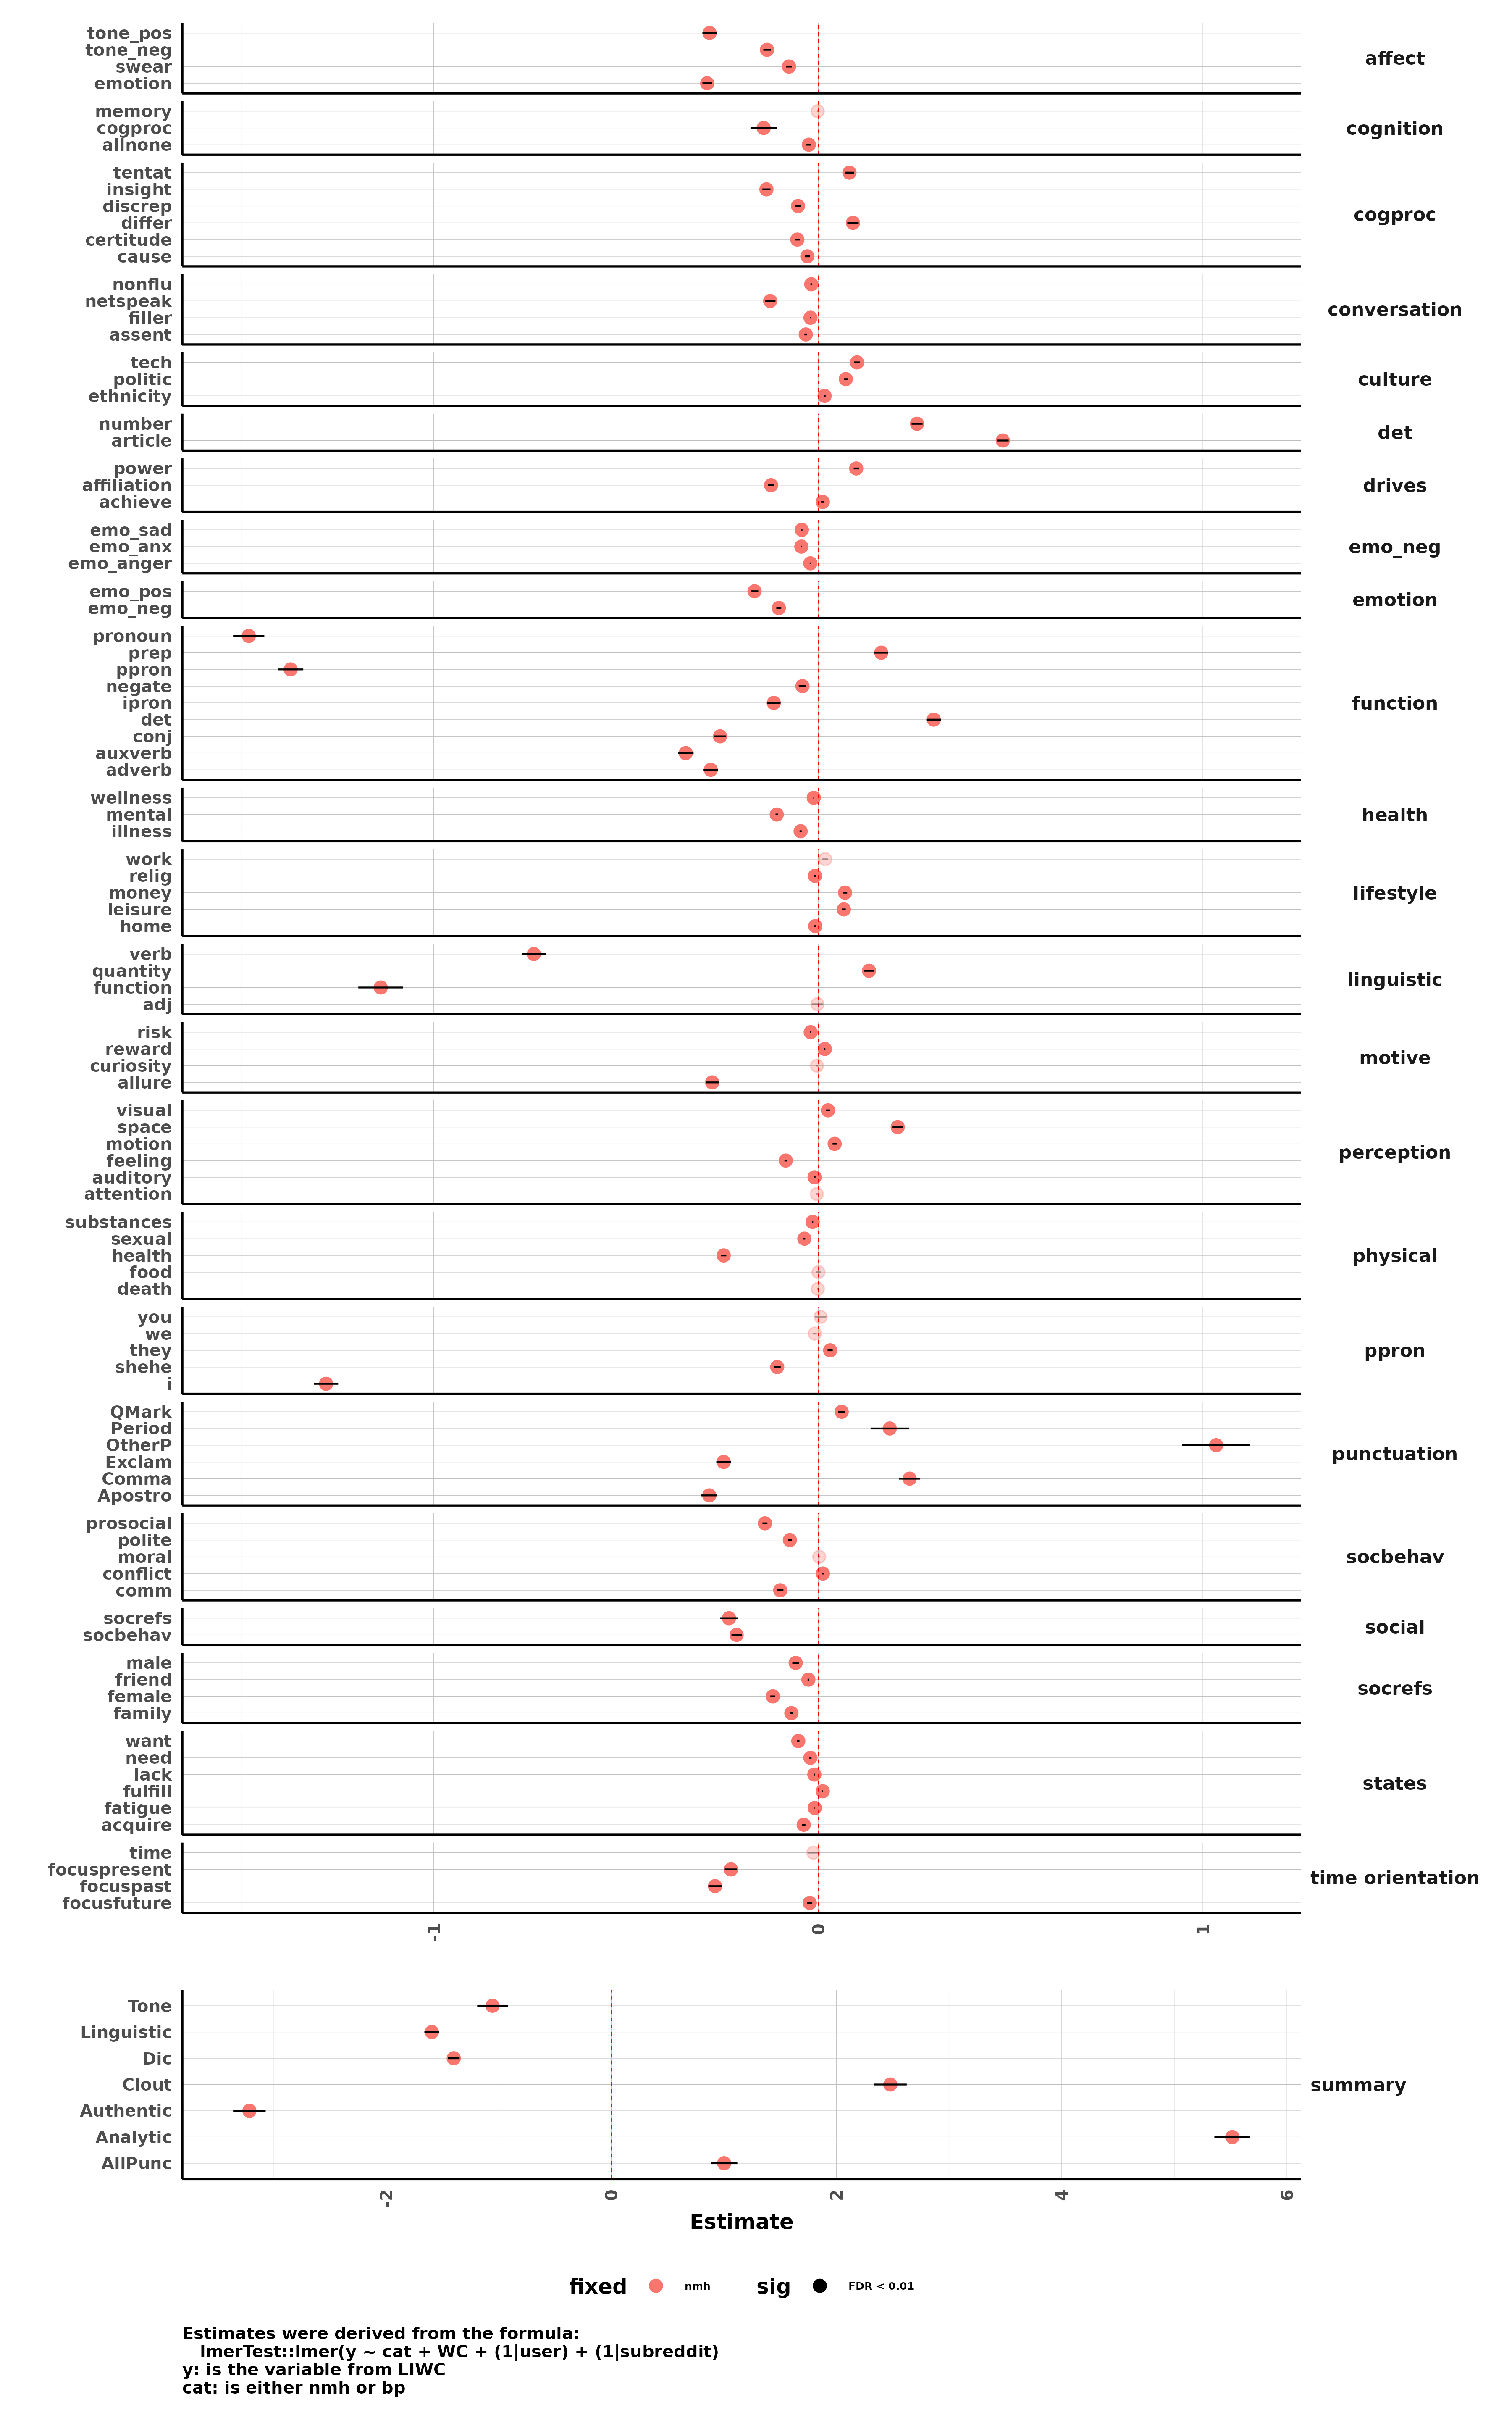 tone_pos
tone_neg
swear
emotion
affect
memory
cogproc
allnone
cognition
tentat
insight
discrep
differ
certitude
cause
cogproc
nonflu
netspeak
filler
assent
conversation
tech
politic
ethnicity
culture
number
article
det
power
affiliation
achieve
drives
emo_sad
emo_anx
emo_anger
emo_neg
emo_pos
emo_neg
emotion
pronoun
prep
ppron
negate
ipron
det
conj
auxverb
adverb
function
wellness
mental
illness
health
work
relig
money
leisure
home
lifestyle
verb
quantity
function
adj
linguistic
risk
reward
curiosity
allure
motive
visual
space
motion
feeling
auditory
attention
perception
substances
sexual
health
food
death
physical
you
we
they
shehe
i
ppron
QMark
Period
OtherP
Exclam
Comma
Apostro
punctuation
prosocial
polite
moral
conflict
comm
socbehav
socrefs
socbehav
social
male
friend
female
family
socrefs
want
need
lack
fulfill
fatigue
acquire
states
time
focuspresent
focuspast
focusfuture
time orientation
-1 0 1
Tone
Linguistic
Dic
Clout
Authentic
Analytic
AllPunc
summary
-2 0 2 4 6
Estimate
fixed nmh sig FDR < 0.01
Estimates were derived from the formula:
lmerTest::lmer(y ~ cat + WC + (1|user) + (1|subreddit)
y: is the variable from LIWC
cat: is either nmh or bp